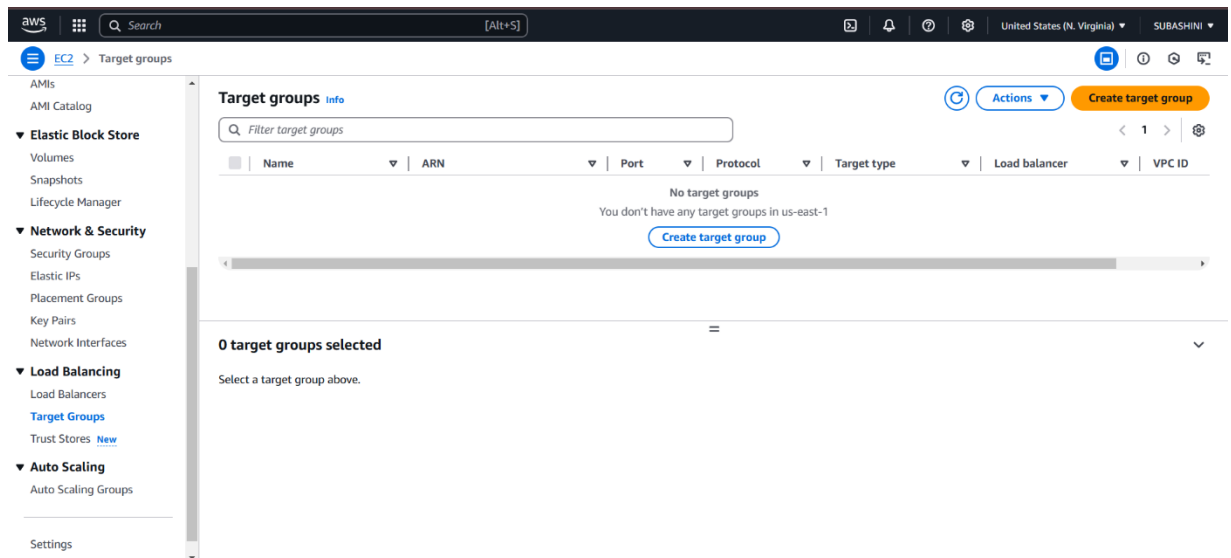 aws
Search [Alt+S]
United States (N. Virginia)
SUBASHINI
EC2 > Target groups
AMIs
AMI Catalog
Elastic Block Store
Volumes
Snapshots
Lifecycle Manager
Network & Security
Security Groups
Elastic IPs
Placement Groups
Key Pairs
Network Interfaces
Load Balancing
Load Balancers
Target Groups
Trust Stores New
Auto Scaling
Auto Scaling Groups
Settings
Target groups Info
Actions
Create target group
Filter target groups
1
Name ARN Port Protocol Target type Load balancer VPC ID
No target groups
You don't have any target groups in us-east-1
Create target group
0 target groups selected
Select a target group above.